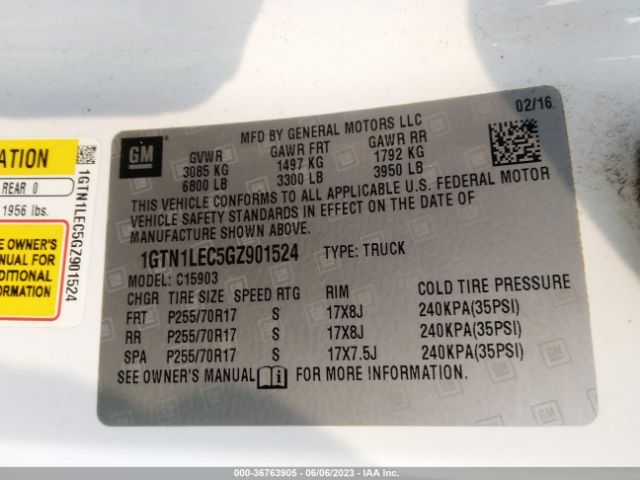 02/16
MFD BY GENERAL MOTORS LLC
GM
GVWR GAWR FRT GAWR RR
3085 KG 1497 KG 1792 KG
6800 LB 3300 LB 3950 LB
THIS VEHICLE CONFORMS TO ALL APPLICABLE U.S. FEDERAL MOTOR
VEHICLE SAFETY STANDARDS IN EFFECT ON THE DATE OF
MANUFACTURE SHOWN ABOVE.
1GTN1LEC5GZ901524 TYPE: TRUCK
MODEL: C15903
CHGR TIRE SIZE SPEED RTG RIM COLD TIRE PRESSURE
FRT P255/70R17 S 17X8J 240KPA(35PSI)
RR P255/70R17 S 17X8J 240KPA(35PSI)
SPA P255/70R17 S 17X7.5J 240KPA(35PSI)
SEE OWNER'S MANUAL FOR MORE INFORMATION.
ATION
REAR 0
1956 lbs.
E OWNER'S
NUAL FOR
DDITIONAL
ORMATION
1GTN1LEC5GZ901524
000-36763905 - 06/06/2023 - IAA Inc.